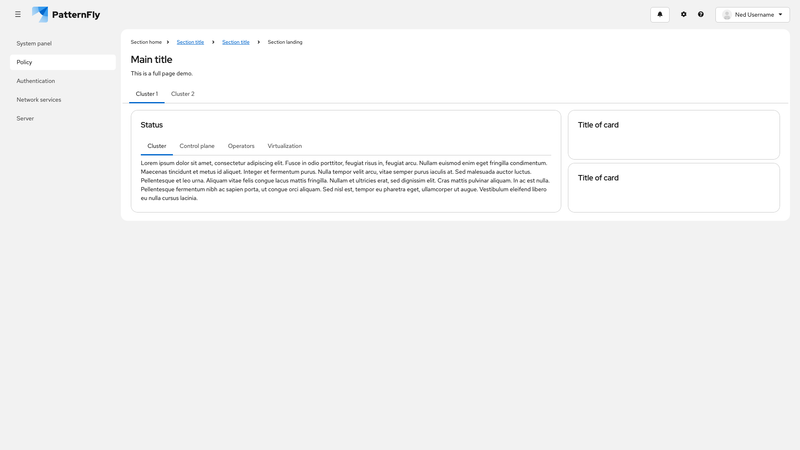 PatternFly
Ned Username
System panel
Policy
Authentication
Network services
Server
Section home Section title Section title Section landing
Main title
This is a full page demo.
Cluster 1 Cluster 2
Status
Cluster Control plane Operators Virtualization
Lorem ipsum dolor sit amet, consectetur adipiscing elit. Fusce in odio porttitor, feugiat risus in, feugiat arcu. Nullam euismod enim eget fringilla condimentum.
Maecenas tincidunt et metus id aliquet. Integer et fermentum purus. Nulla tempor velit arcu, vitae semper purus iaculis at. Sed malesuada auctor luctus.
Pellentesque et leo urna. Aliquam vitae felis congue lacus mattis fringilla. Nullam et ultricies erat, sed dignissim elit. Cras mattis pulvinar aliquam. In ac est nulla.
Pellentesque fermentum nibh ac sapien porta, ut congue orci aliquam. Sed nisl est, tempor eu pharetra eget, ullamcorper ut augue. Vestibulum eleifend libero
eu nulla cursus lacinia.
Title of card
Title of card